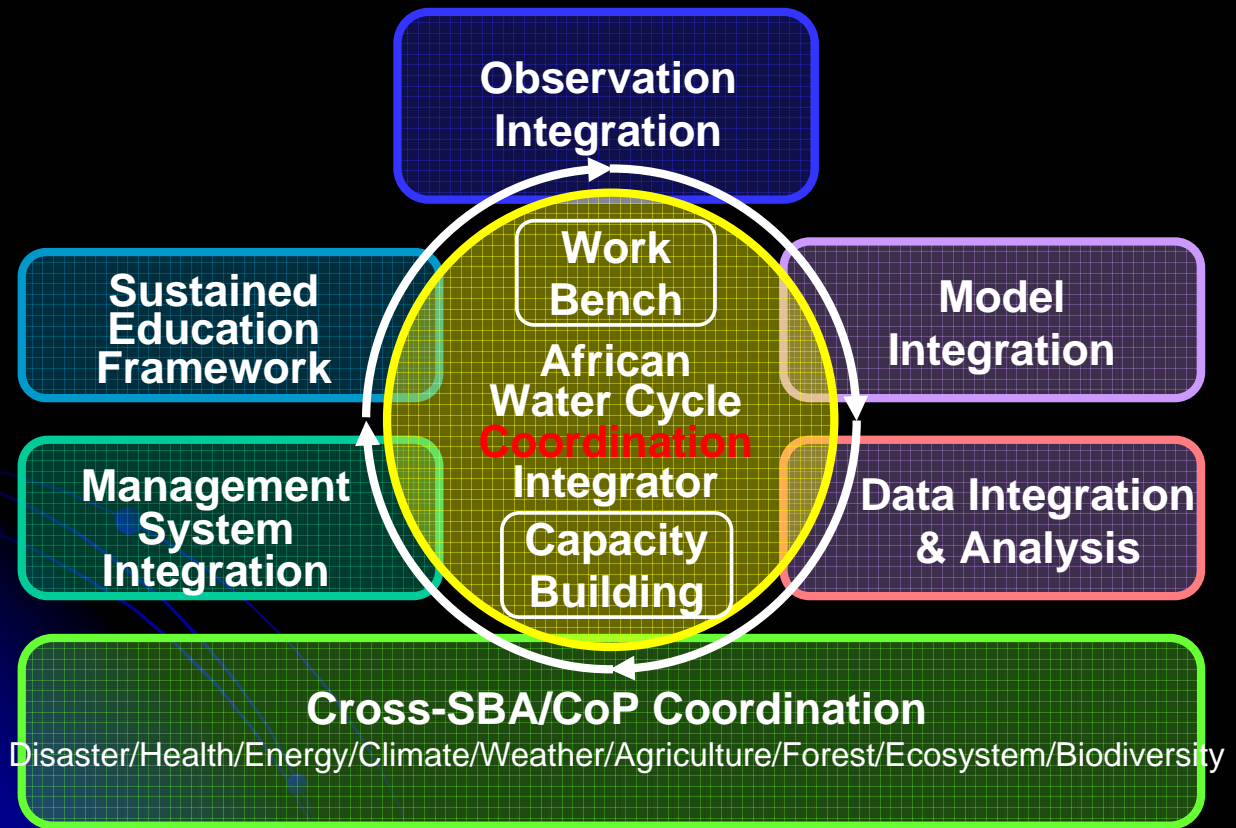 Observation
Integration
Work
Bench
Sustained
Education
Framework
Model
Integration
African
Water Cycle
Coordination
Integrator
Management
System
Integration
Data Integration
& Analysis
Capacity
Building
Cross-SBA/CoP Coordination
Disaster/Health/Energy/Climate/Weather/Agriculture/Forest/Ecosystem/Biodiversity